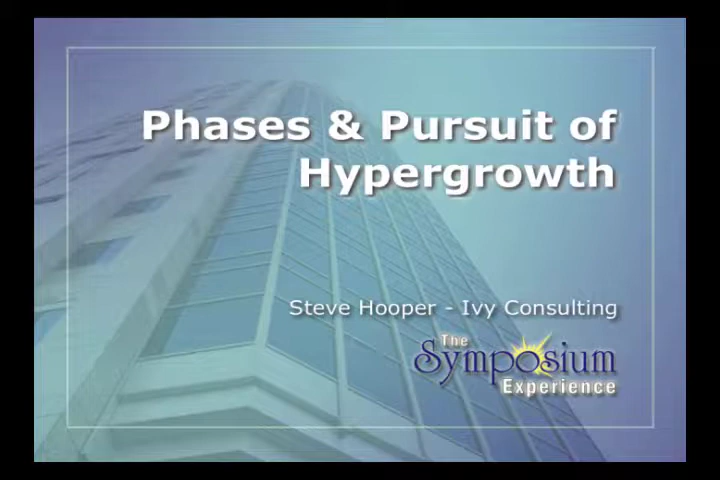 Phases & Pursuit of
Hypergrowth
Steve Hooper - Ivy Consulting
The
Symposium
Experience